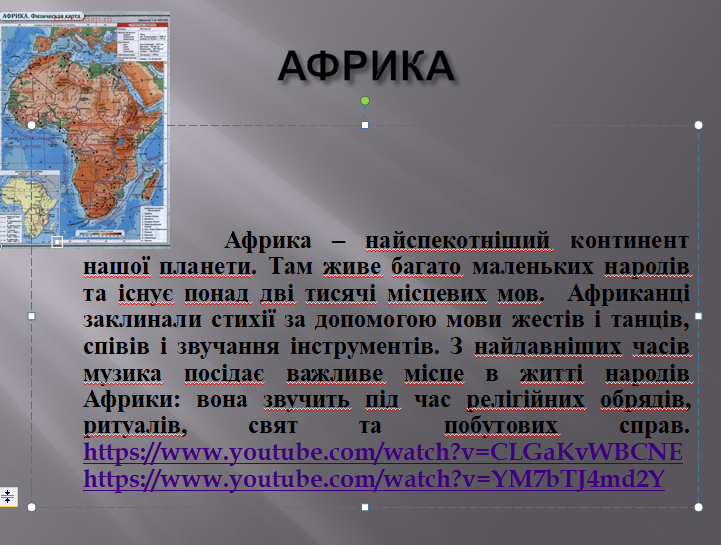 АФРИКА. Физическая карта
АФРИКА
Африка – найспекотніший континент
нашої планети. Там живе багато маленьких народів
та існує понад дві тисячі місцевих мов. Африканці
заклинали стихії за допомогою мови жестів і танців,
співів і звучання інструментів. З найдавніших часів
музика посідає важливе місце в житті народів
Африки: вона звучить під час релігійних обрядів,
ритуалів, свят та побутових справ.
https://www.youtube.com/watch?v=CLGaKvWBCNE
https://www.youtube.com/watch?v=YM7bTJ4md2Y